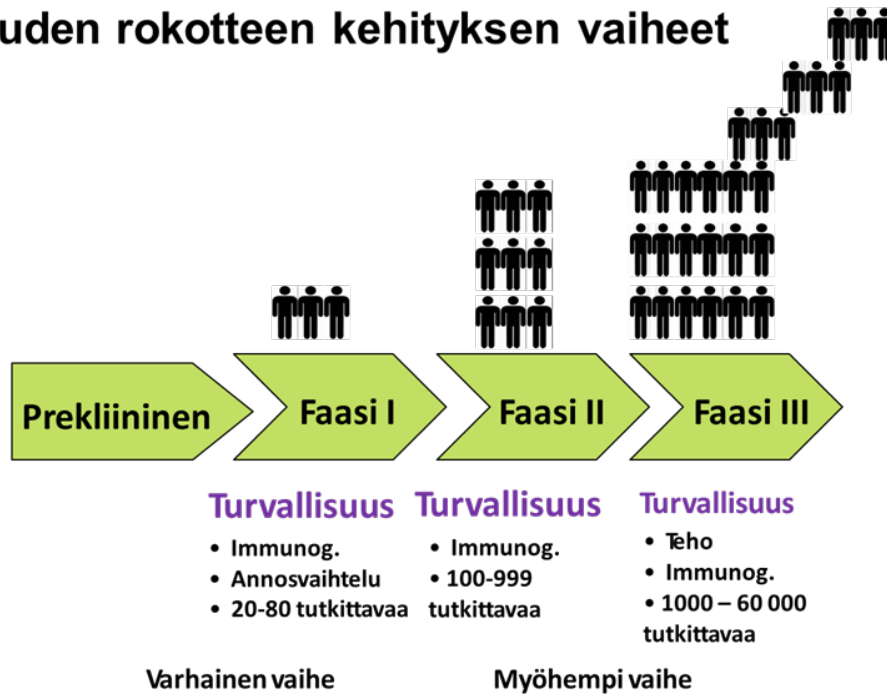 uuden rokotteen kehityksen vaiheet
Prekliininen
Faasi I
Faasi II
Faasi III
Turvallisuus
• Immunog.
• Annosvaihtelu
• 20-80 tutkittavaa
Turvallisuus
• Immunog.
• 100-999
tutkittavaa
Turvallisuus
• Teho
• Immunog.
• 1000 – 60 000
tutkittavaa
Varhainen vaihe
Myöhempi vaihe